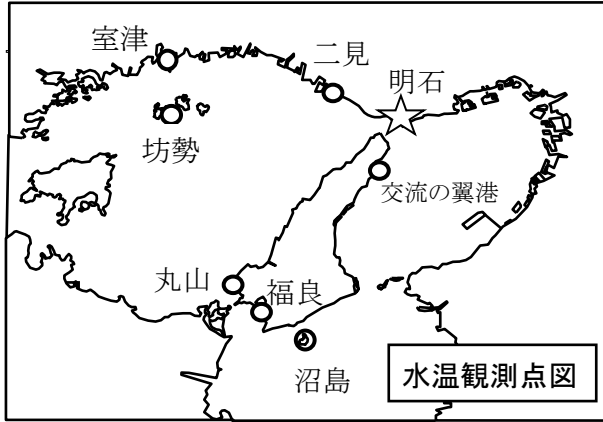 室津
二見
明石
坊勢
交流の翼港
丸山
福良
沼島
水温観測点図